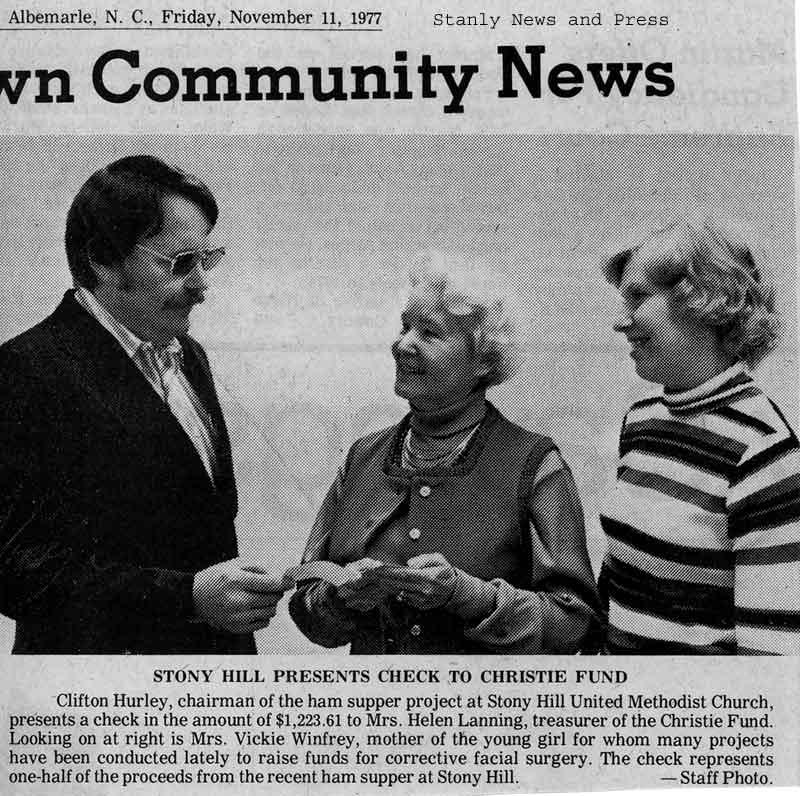 Albemarle, N. C., Friday, November 11, 1977 Stanly News and Press
wn Community News
STONY HILL PRESENTS CHECK TO CHRISTIE FUND
Clifton Hurley, chairman of the ham supper project at Stony Hill United Methodist Church,
presents a check in the amount of $1,223.61 to Mrs. Helen Lanning, treasurer of the Christie Fund.
Looking on at right is Mrs. Vickie Winfrey, mother of the young girl for whom many projects
have been conducted lately to raise funds for corrective facial surgery. The check represents
one-half of the proceeds from the recent ham supper at Stony Hill. — Staff Photo.